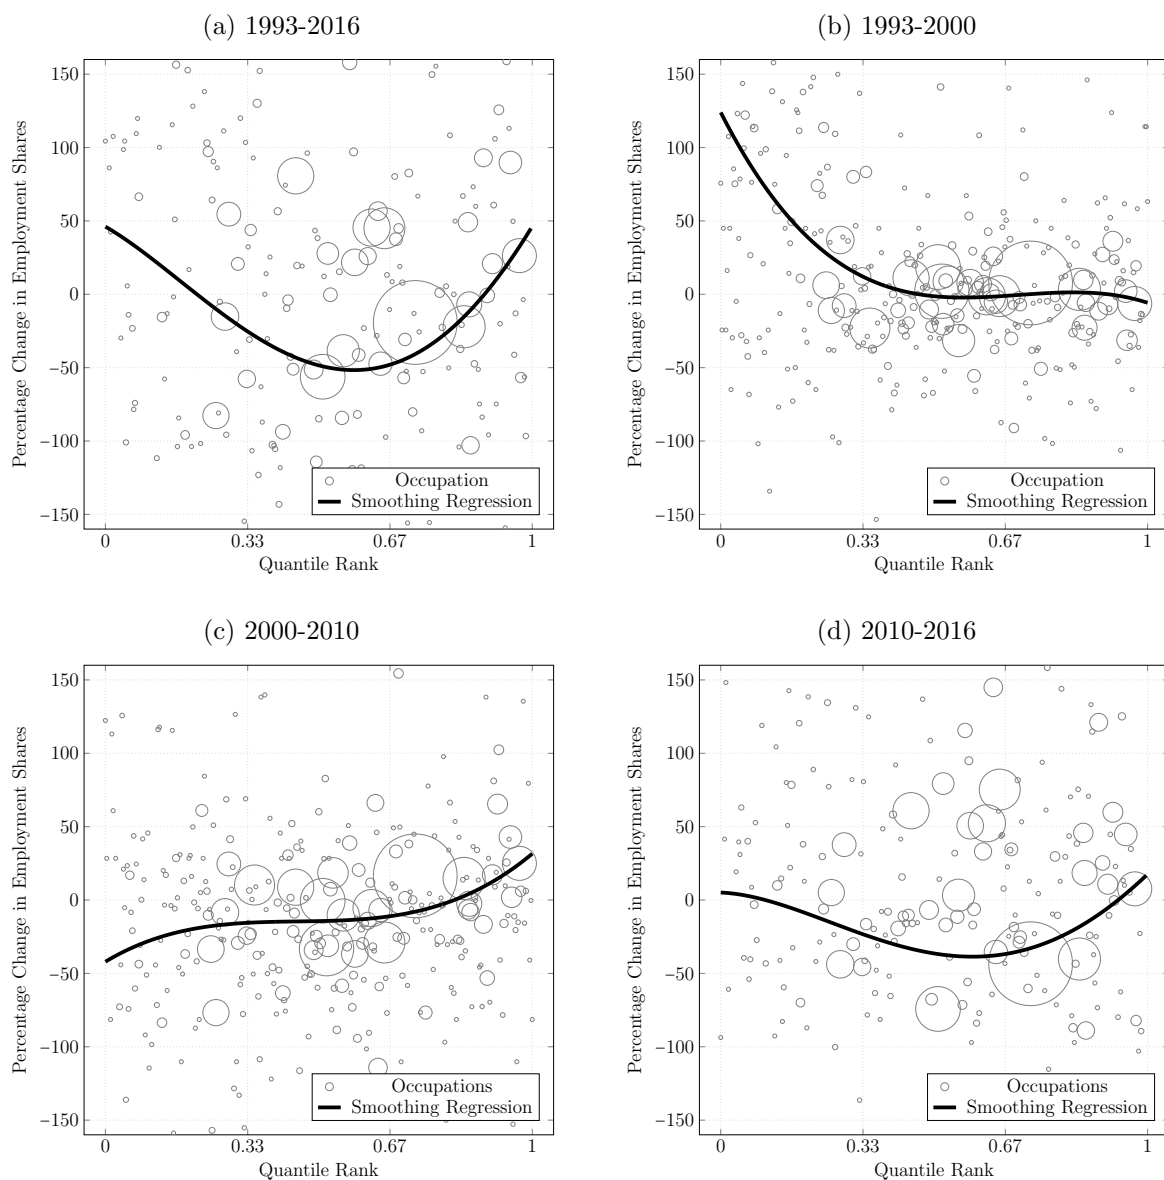 (a) 1993-2016
Percentage Change in Employment Shares
150
100
50
0
−50
−100
−150
Occupation
Smoothing Regression
0 0.33 0.67 1
Quantile Rank
(b) 1993-2000
Percentage Change in Employment Shares
150
100
50
0
−50
−100
−150
Occupation
Smoothing Regression
0 0.33 0.67 1
Quantile Rank
(c) 2000-2010
Percentage Change in Employment Shares
150
100
50
0
−50
−100
−150
Occupations
Smoothing Regression
0 0.33 0.67 1
Quantile Rank
(d) 2010-2016
Percentage Change in Employment Shares
150
100
50
0
−50
−100
−150
Occupations
Smoothing Regression
0 0.33 0.67 1
Quantile Rank